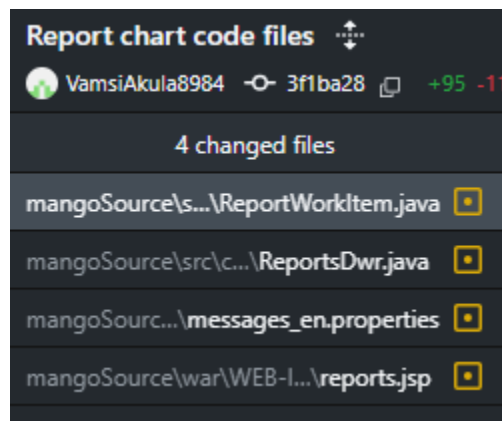 Report chart code files
VamsiAkula8984 3f1ba28 +95 -11
4 changed files
mangoSource\s...\ReportWorkItem.java
mangoSource\src\c...\ReportsDwr.java
mangoSourc...\messages_en.properties
mangoSource\war\WEB-I...\reports.jsp